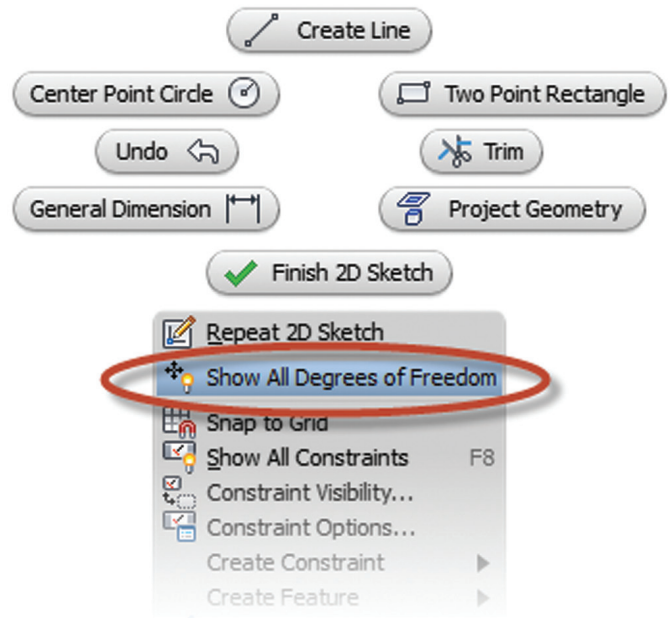 Create Line
Center Point Circle
Two Point Rectangle
Undo
Trim
General Dimension
Project Geometry
Finish 2D Sketch
Repeat 2D Sketch
Show All Degrees of Freedom
Snap to Grid
Show All Constraints F8
Constraint Visibility...
Constraint Options...
Create Constraint
Create Feature